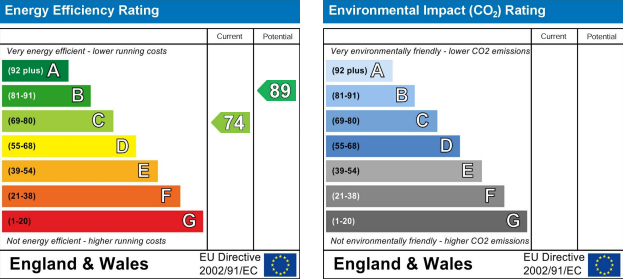 Energy Efficiency Rating
Current Potential
Very energy efficient - lower running costs
(92 plus) A
(81-91) B
(69-80) C
(55-68) D
(39-54) E
(21-38) F
(1-20) G
74
89
Not energy efficient - higher running costs
England & Wales
EU Directive
2002/91/EC
Environmental Impact (CO₂) Rating
Current Potential
Very environmentally friendly - lower CO2 emissions
(92 plus) A
(81-91) B
(69-80) C
(55-68) D
(39-54) E
(21-38) F
(1-20) G
Not environmentally friendly - higher CO2 emissions
England & Wales
EU Directive
2002/91/EC